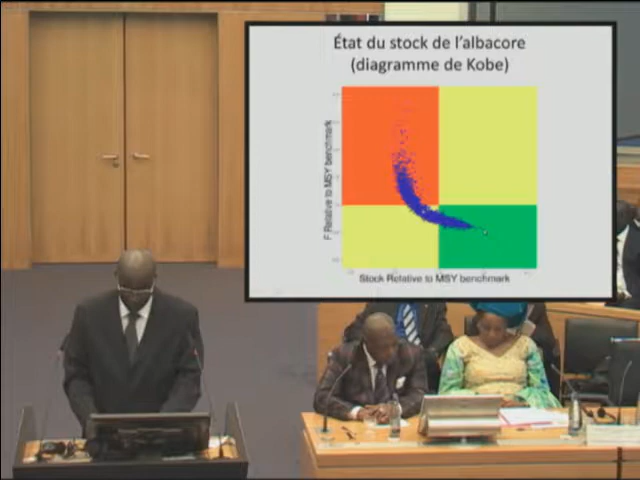 État du stock de l'albacore
(diagramme de Kobe)
F Relative to MSY benchmark
Stock Relative to MSY benchmark